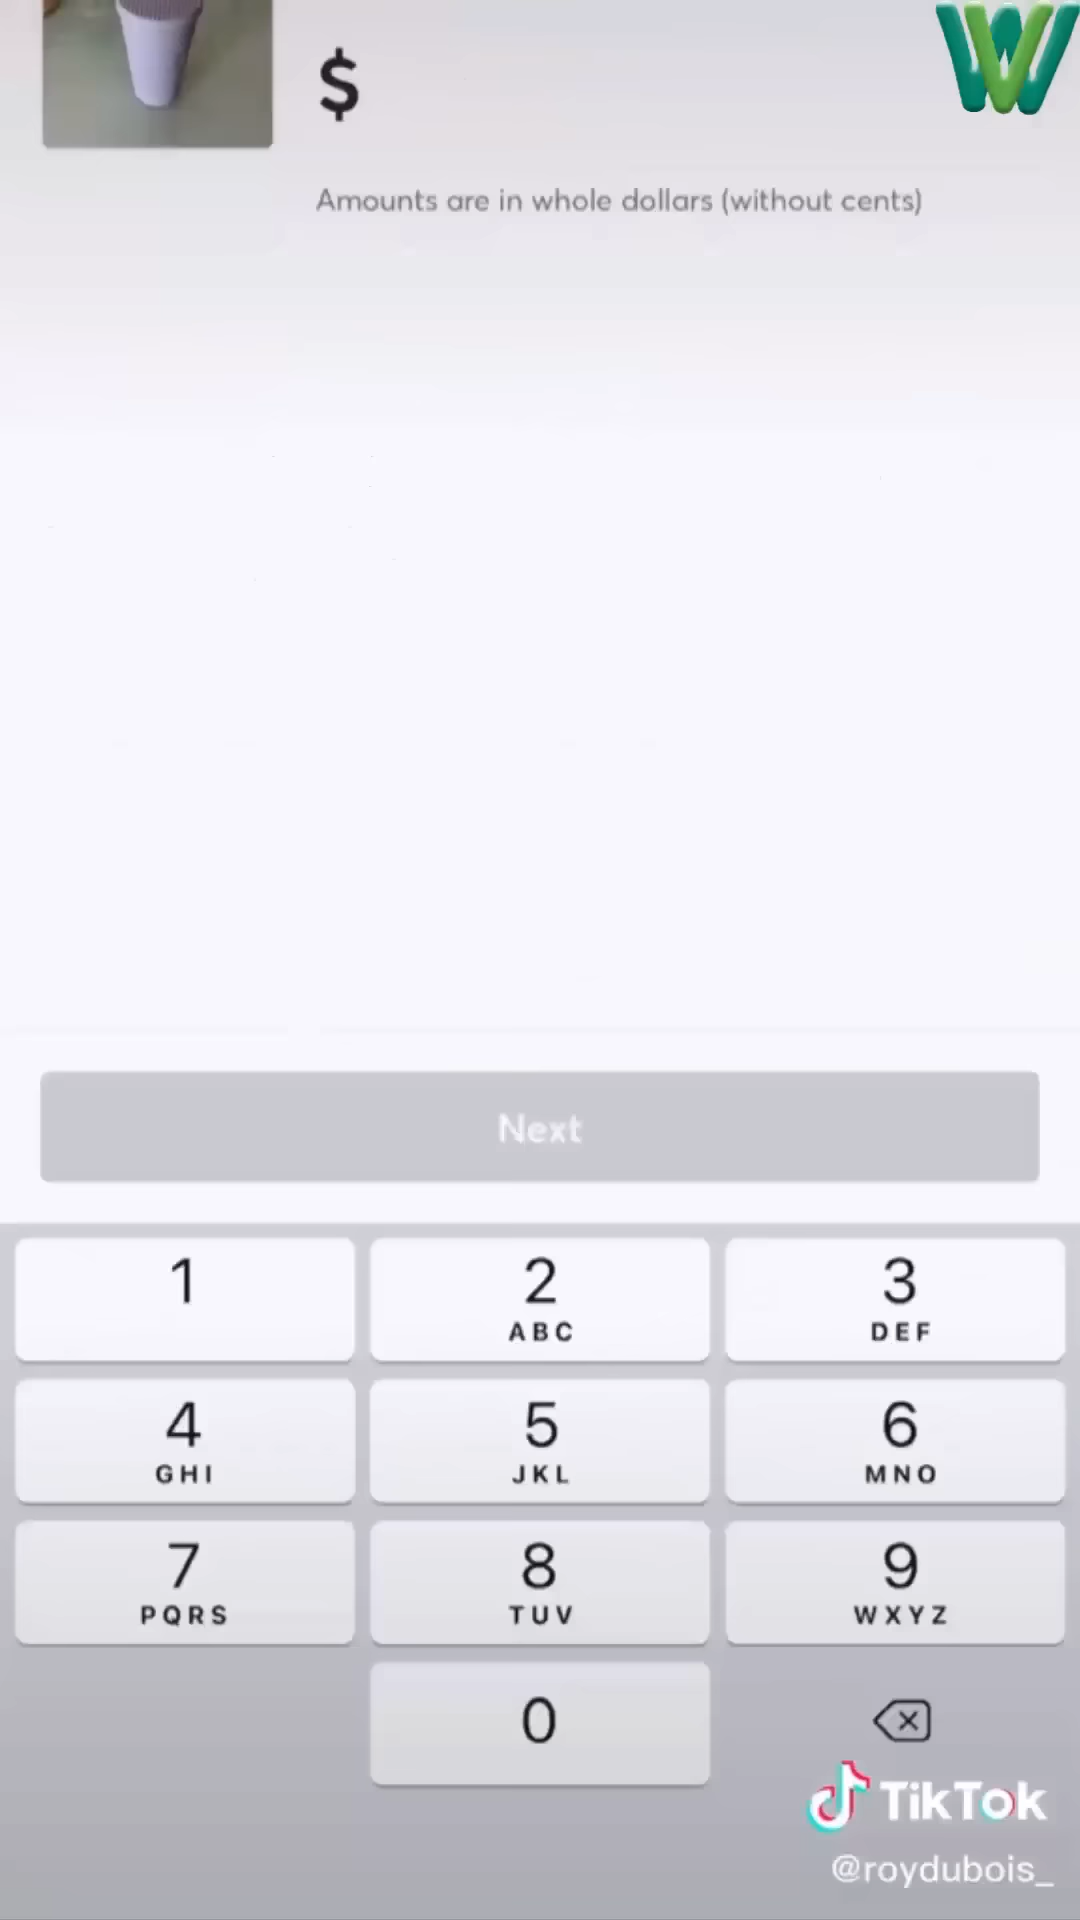 $
W
Amounts are in whole dollars (without cents)
Next
1
2
ABC
3
DEF
4
GHI
5
JKL
6
MNO
7
PQRS
8
TUV
9
WXYZ
0
TikTok
@roydubois_